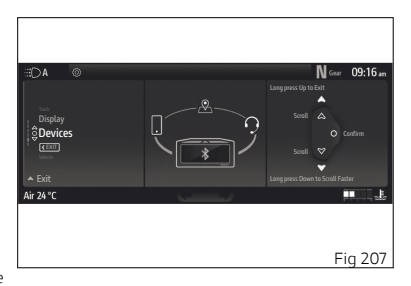 A
N Gear 09:16 am
Long press Up to Exit
Track
Display
Devices
EXIT
Vehicle
Exit
Scroll
Confirm
Scroll
Long press Down to Scroll Faster
Air 24 °C
Fig 207
e